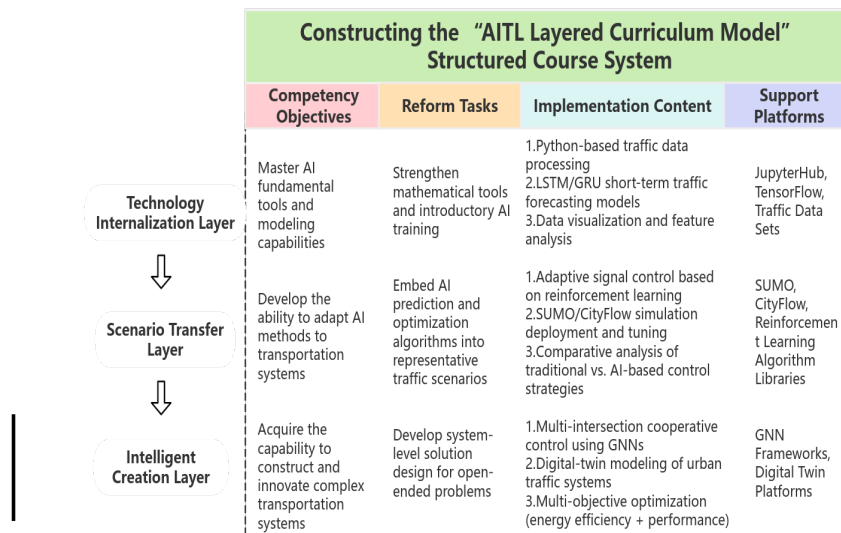 Constructing the “AITL Layered Curriculum Model”
Structured Course System
Competency
Objectives
Reform Tasks
Implementation Content
Support
Platforms
Technology
Internalization Layer
Master AI
fundamental
tools and
modeling
capabilities
Strengthen
mathematical tools
and introductory AI
training
1.Python-based traffic data
processing
2.LSTM/GRU short-term traffic
forecasting models
3.Data visualization and feature
analysis
JupyterHub,
TensorFlow,
Traffic Data
Sets
Scenario Transfer
Layer
Develop the
ability to adapt AI
methods to
transportation
systems
Embed AI
prediction and
optimization
algorithms into
representative
traffic scenarios
1.Adaptive signal control based
on reinforcement learning
2.SUMO/CityFlow simulation
deployment and tuning
3.Comparative analysis of
traditional vs. AI-based control
strategies
SUMO,
CityFlow,
Reinforcemen
t Learning
Algorithm
Libraries
Intelligent
Creation Layer
Acquire the
capability to
construct and
innovate complex
transportation
systems
Develop system-
level solution
design for open-
ended problems
1.Multi-intersection cooperative
control using GNNs
2.Digital-twin modeling of urban
traffic systems
3.Multi-objective optimization
(energy efficiency + performance)
GNN
Frameworks,
Digital Twin
Platforms